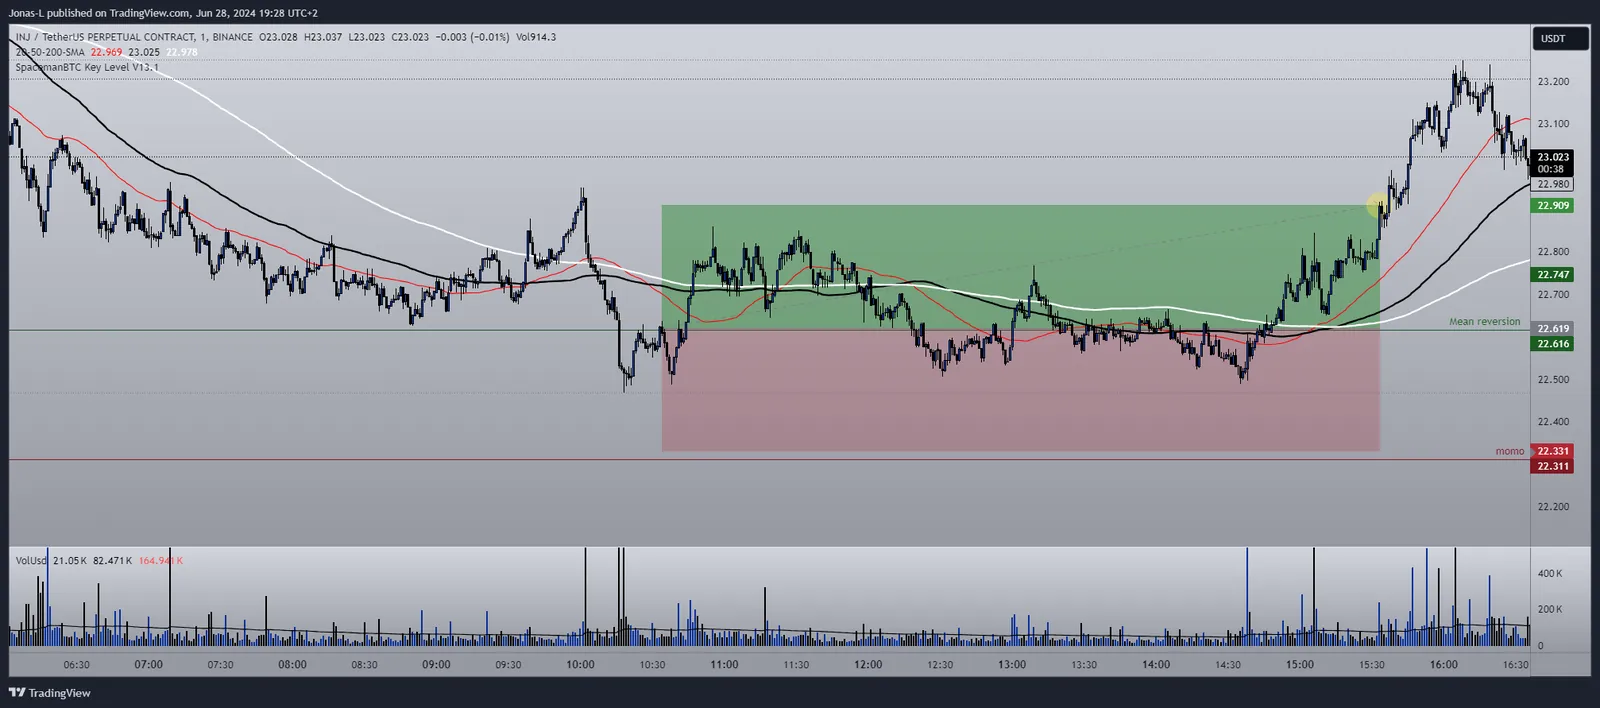 Jonas-L published on TradingView.com, Jun 28, 2024 19:28 UTC+2
INJ / TetherUS PERPETUAL CONTRACT, 1, BINANCE O23.028 H23.037 L23.023 C23.023 −0.003 (−0.01%) Vol914.3
20-50-200-SMA 22.969 23.025 22.978
SpacemanBTC Key Level V13.1
USDT
23.200
23.100
23.023
00:38
22.980
22.909
22.800
22.747
22.700
Mean reversion
22.619
22.616
22.500
22.400
momo
22.331
22.311
22.200
VolUsd 21.05K 82.471K 164.941K
400K
200K
0
06:30 07:00 07:30 08:00 08:30 09:00 09:30 10:00 10:30 11:00 11:30 12:00 12:30 13:00 13:30 14:00 14:30 15:00 15:30 16:00 16:30
TradingView